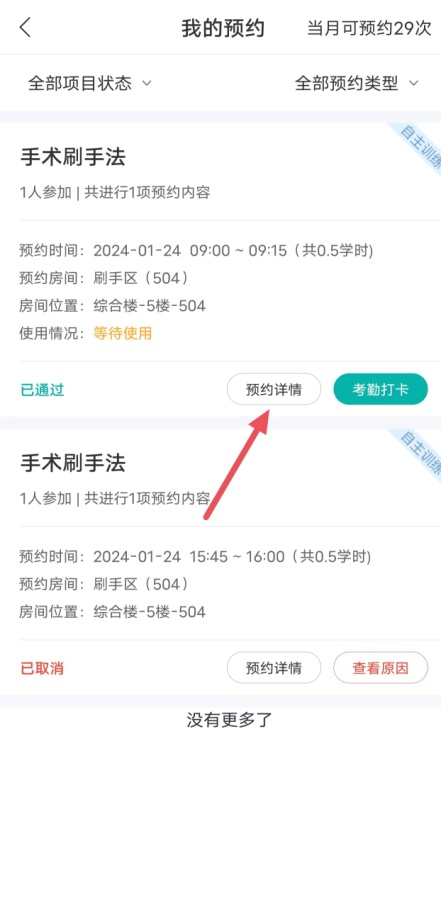 我的预约
当月可预约29次
全部项目状态
全部预约类型
自主训练
手术刷手法
1人参加 | 共进行1项预约内容
预约时间：2024-01-24 09:00 ~ 09:15（共0.5学时)
预约房间：刷手区（504）
房间位置：综合楼-5楼-504
使用情况：等待使用
已通过
预约详情
考勤打卡
自主训练
手术刷手法
1人参加 | 共进行1项预约内容
预约时间：2024-01-24 15:45 ~ 16:00（共0.5学时)
预约房间：刷手区（504）
房间位置：综合楼-5楼-504
已取消
预约详情
查看原因
没有更多了